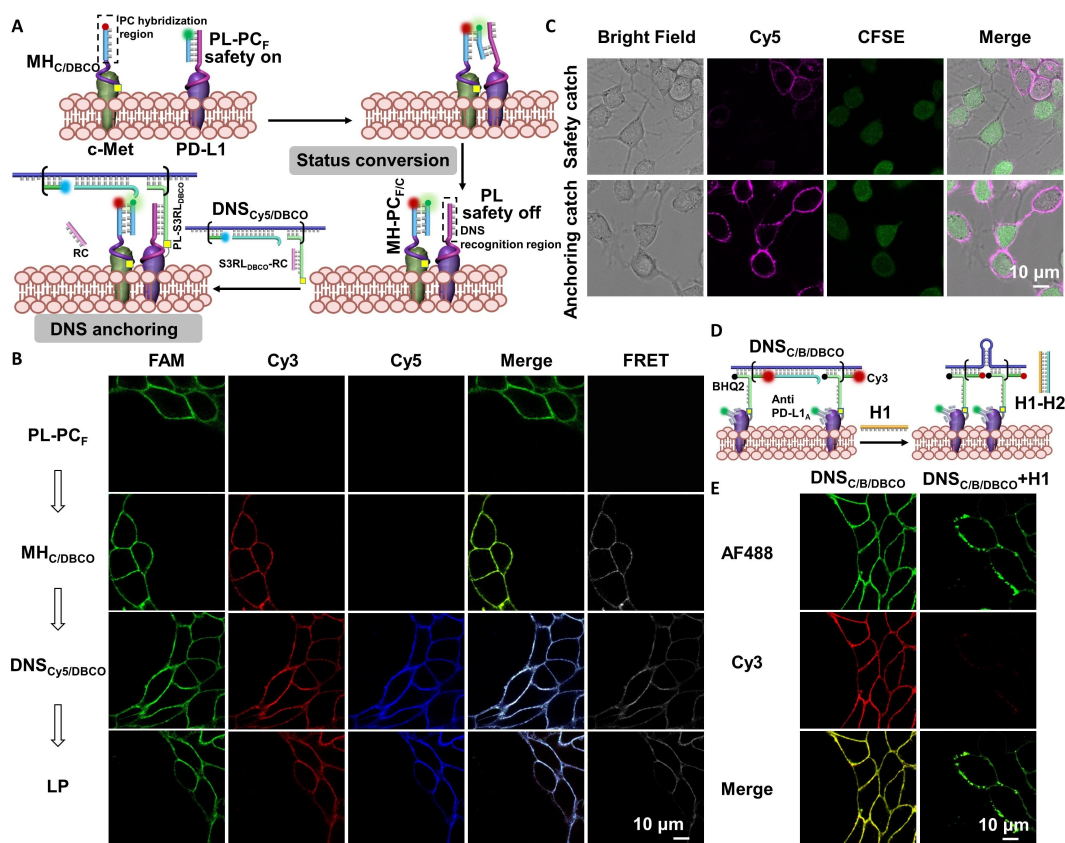 A
PC hybridization
region
MHC/DBCO
PL-PCF
safety on
c-Met
PD-L1
Status conversion
PL-S3RLDBCO
RC
DNSCy5/DBCO
S3RLDBCO-RC
MH-PCF/C
PL
safety off
DNS
recognition region
DNS anchoring
B
FAM
Cy3
Cy5
Merge
FRET
PL-PCF
MHC/DBCO
DNSCy5/DBCO
LP
10 μm
C
Bright Field
Cy5
CFSE
Merge
Safety catch
Anchoring catch
10 μm
D
DNSC/B/DBCO
BHQ2
Cy3
Anti
PD-L1A
H1
H1-H2
E
DNSC/B/DBCO
DNSC/B/DBCO+H1
AF488
Cy3
Merge
10 μm